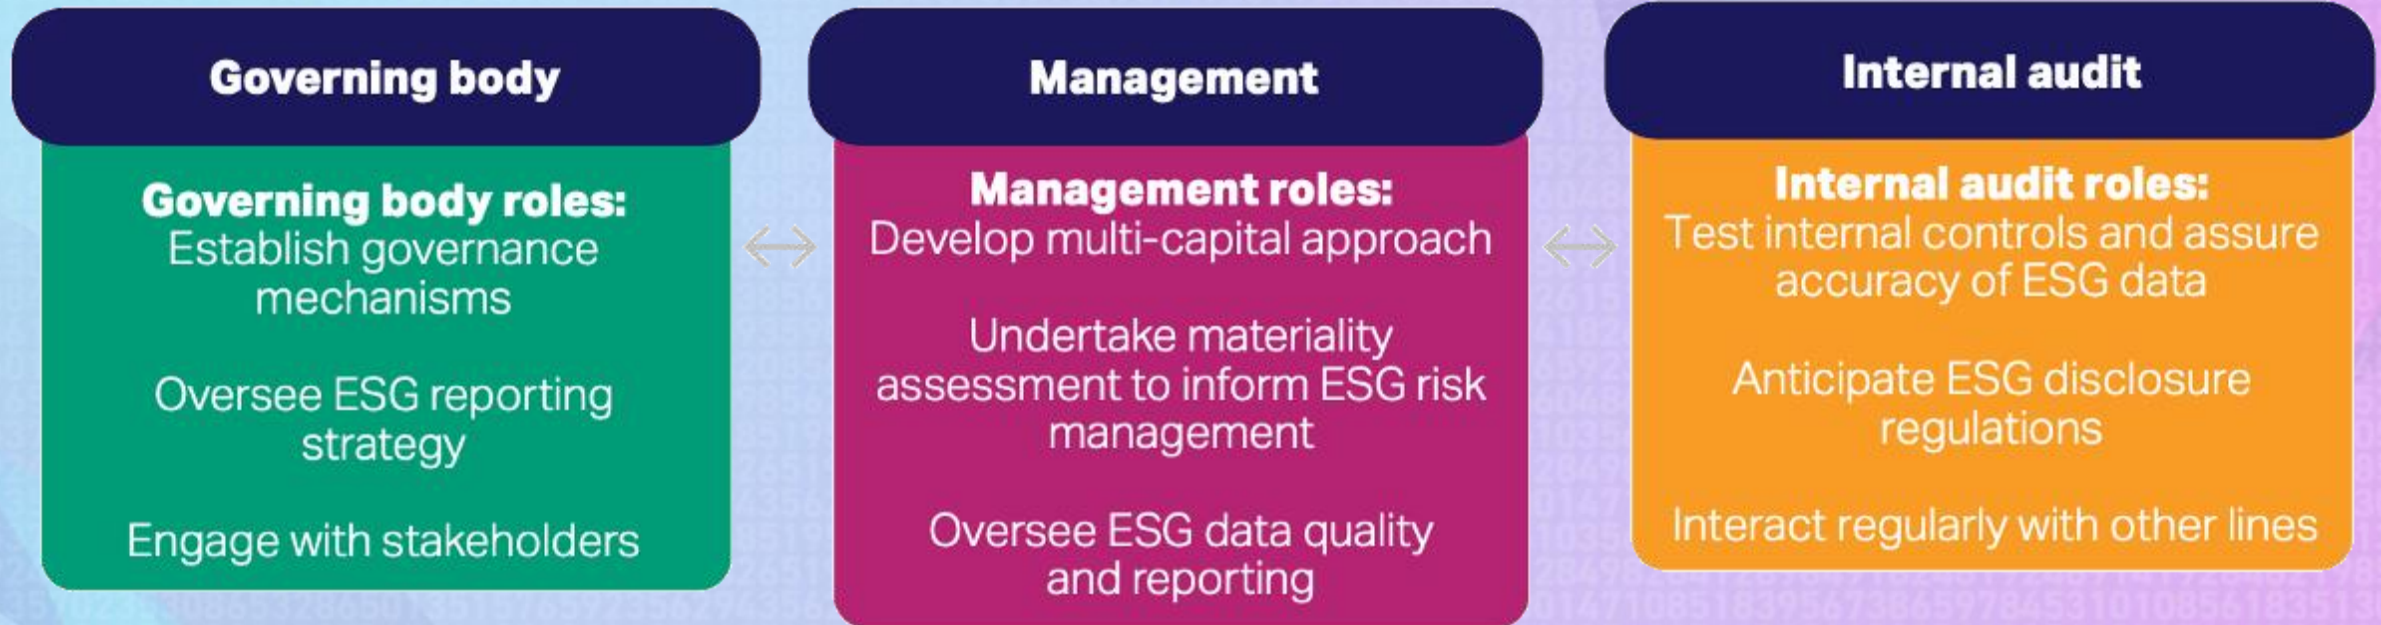 Governing body
Governing body roles:
Establish governance
mechanisms
Oversee ESG reporting
strategy
Engage with stakeholders
Management
Management roles:
Develop multi-capital approach
Undertake materiality
assessment to inform ESG risk
management
Oversee ESG data quality
and reporting
Internal audit
Internal audit roles:
Test internal controls and assure
accuracy of ESG data
Anticipate ESG disclosure
regulations
Interact regularly with other lines